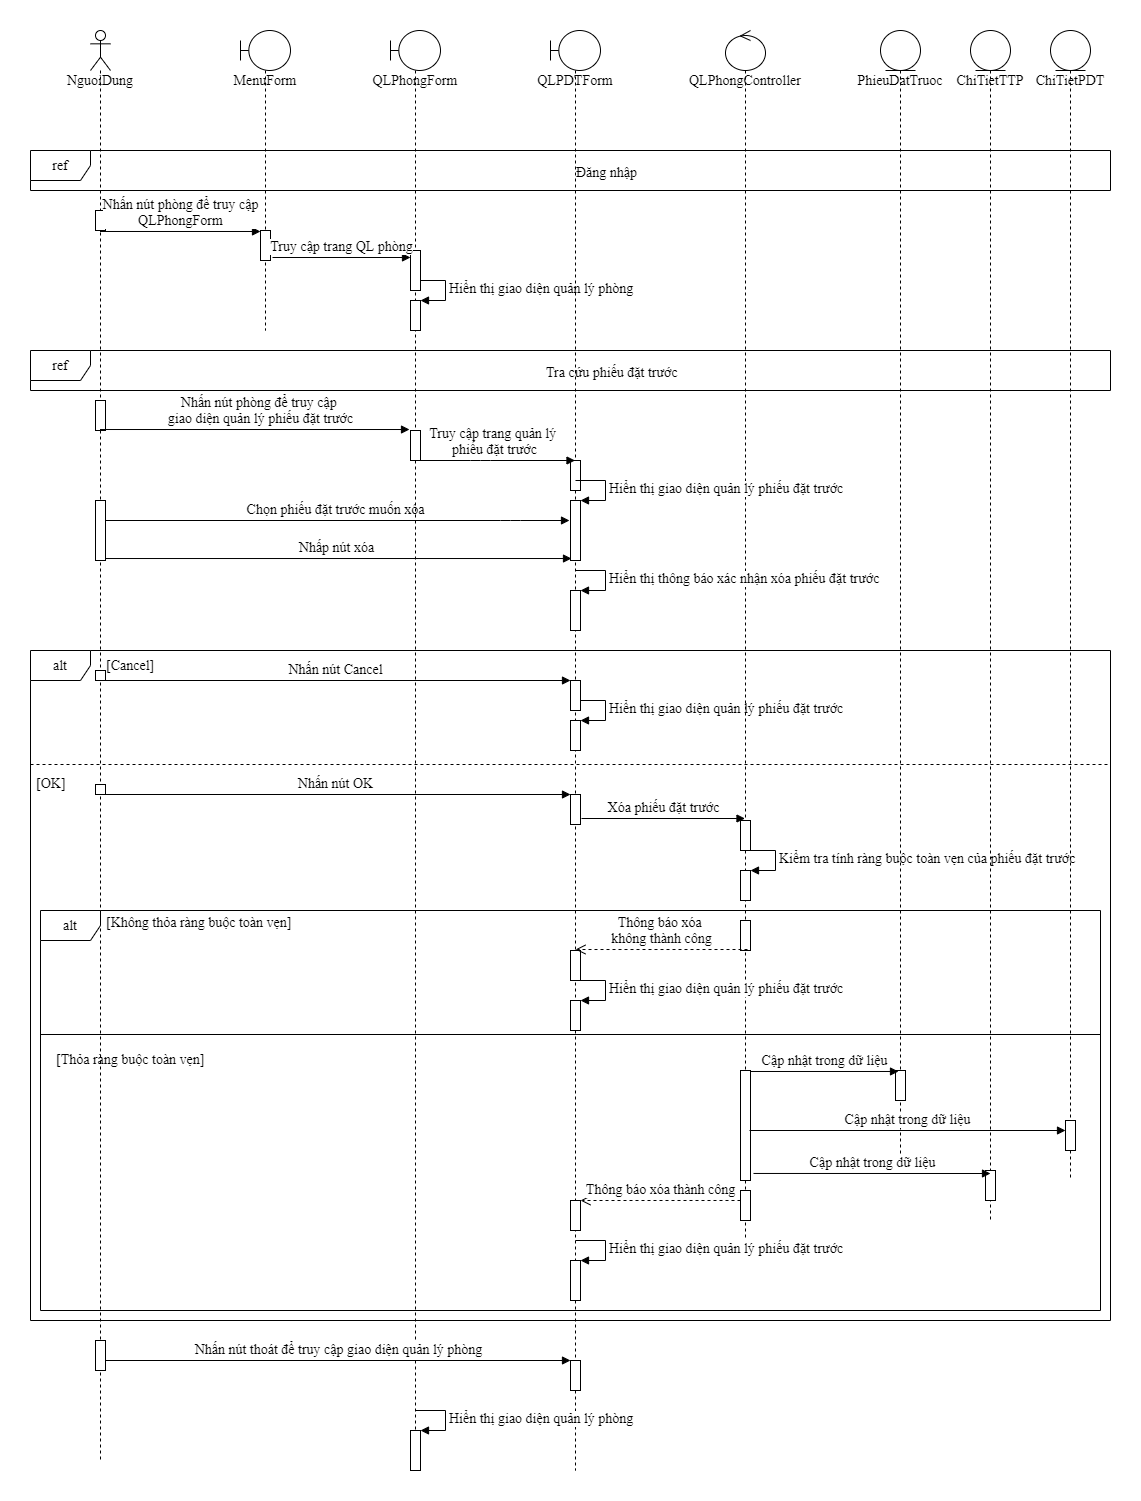 NguoiDung
MenuForm
QLPhongForm
QLPDTForm
QLPhongController
PhieuDatTruoc
ChiTietTTP
ChiTietPDT
ref
Đăng nhập
Nhấn nút phòng để truy cập
QLPhongForm
Truy cập trang QL phòng
Hiển thị giao diện quản lý phòng
ref
Tra cứu phiếu đặt trước
Nhấn nút phòng để truy cập
giao diện quản lý phiếu đặt trước
Truy cập trang quản lý
phiếu đặt trước
Hiển thị giao diện quản lý phiếu đặt trước
Chọn phiếu đặt trước muốn xóa
Nhấp nút xóa
Hiển thị thông báo xác nhận xóa phiếu đặt trước
alt
[Cancel]
Nhấn nút Cancel
Hiển thị giao diện quản lý phiếu đặt trước
[OK]
Nhấn nút OK
Xóa phiếu đặt trước
Kiểm tra tính ràng buộc toàn vẹn của phiếu đặt trước
alt
[Không thỏa ràng buộc toàn vẹn]
Thông báo xóa
không thành công
Hiển thị giao diện quản lý phiếu đặt trước
[Thỏa ràng buộc toàn vẹn]
Cập nhật trong dữ liệu
Cập nhật trong dữ liệu
Cập nhật trong dữ liệu
Thông báo xóa thành công
Hiển thị giao diện quản lý phiếu đặt trước
Nhấn nút thoát để truy cập giao diện quản lý phòng
Hiển thị giao diện quản lý phòng